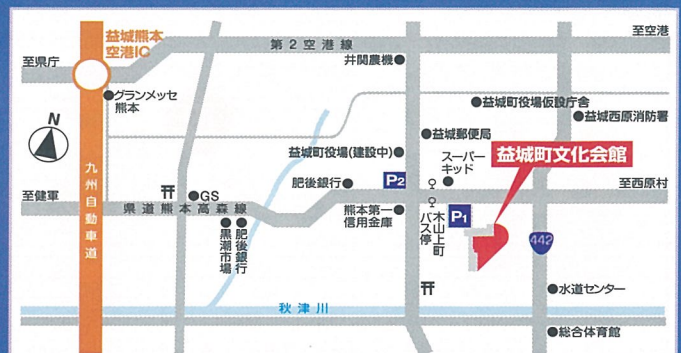 益城熊本
空港IC
第2空港線
至空港
至県庁
井関農機
グランメッセ
熊本
益城町役場仮設庁舎
益城西原消防署
N
益城郵便局
益城町役場(建設中)
スーパー
キッド
益城町文化会館
九州自動車道
肥後銀行
P2
至健軍
GS
至西原村
県道熊本高森線
熊本第一
信用金庫
木山上町
バス停
P1
肥後銀行
黒潮市場
442
水道センター
秋津川
総合体育館